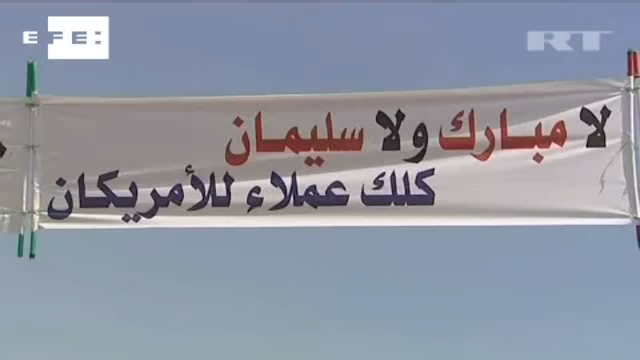 EFE:
RT
لا مبارك ولا سليمان
كلك عملاء للأمريكان